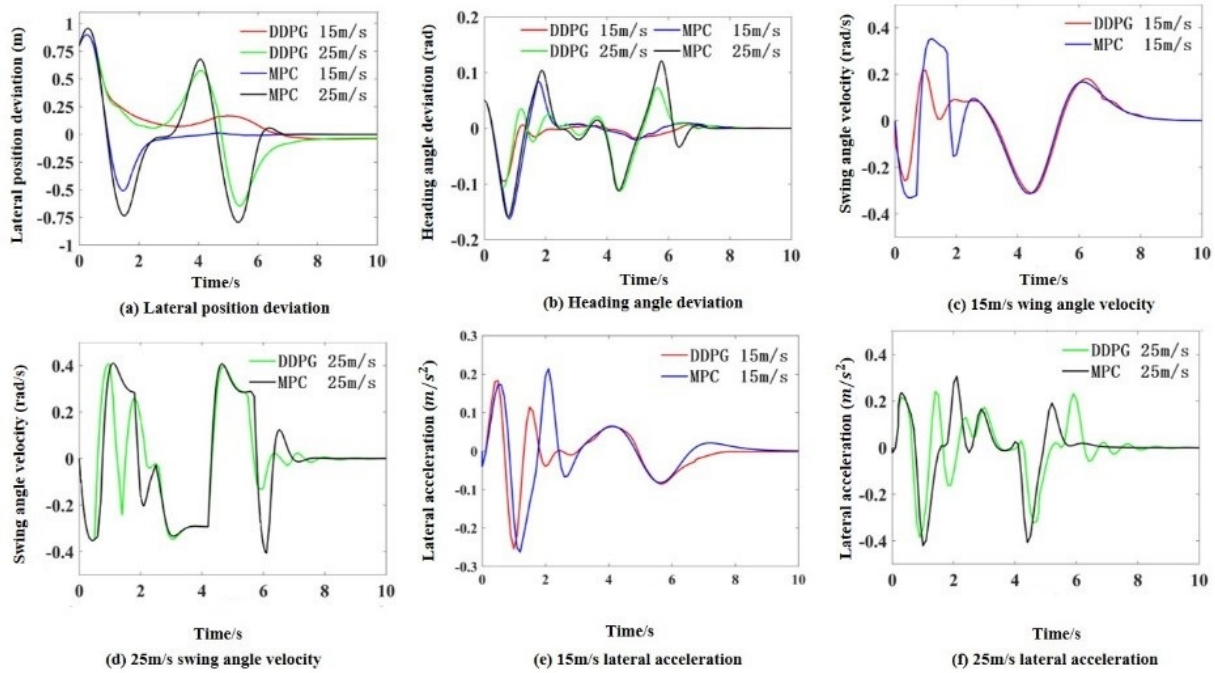 Lateral position deviation (m)
1
0.75
0.5
0.25
0
-0.25
-0.5
-0.75
-1
DDPG 15m/s
DDPG 25m/s
MPC 15m/s
MPC 25m/s
0 2 4 6 8 10
Time/s
(a) Lateral position deviation
Heading angle deviation (rad)
0.2
0.1
0
-0.1
-0.2
DDPG 15m/s MPC 15m/s
DDPG 25m/s MPC 25m/s
0 2 4 6 8 10
Time/s
(b) Heading angle deviation
Swing angle velocity (rad/s)
0.4
0.2
0
-0.2
-0.4
DDPG 15m/s
MPC 15m/s
0 2 4 6 8 10
Time/s
(c) 15m/s wing angle velocity
Swing angle velocity (rad/s)
0.4
0.2
0
-0.2
-0.4
DDPG 25m/s
MPC 25m/s
0 2 4 6 8 10
Time/s
(d) 25m/s swing angle velocity
Lateral acceleration (m/s²)
0.3
0.2
0.1
0
-0.1
-0.2
-0.3
DDPG 15m/s
MPC 15m/s
0 2 4 6 8 10
Time/s
(e) 15m/s lateral acceleration
Lateral acceleration (m/s²)
0.4
0.2
0
-0.2
-0.4
DDPG 25m/s
MPC 25m/s
0 2 4 6 8 10
Time/s
(f) 25m/s lateral acceleration